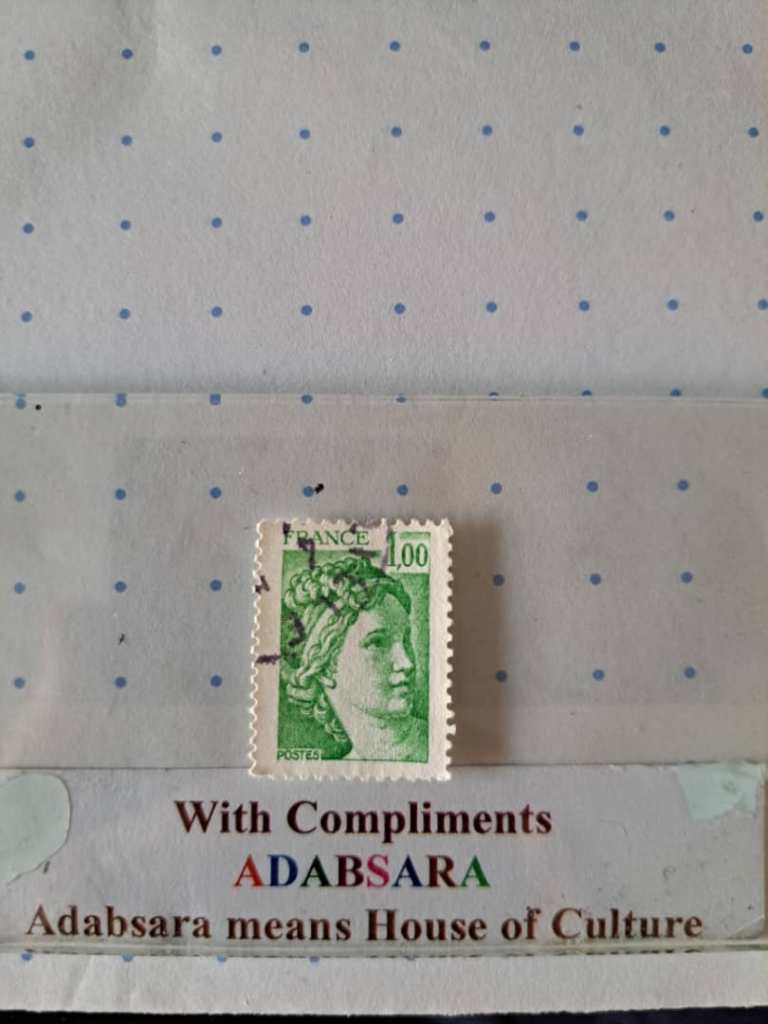 FRANCE
1,00
POSTES
With Compliments
ADABSARA
Adabsara means House of Culture